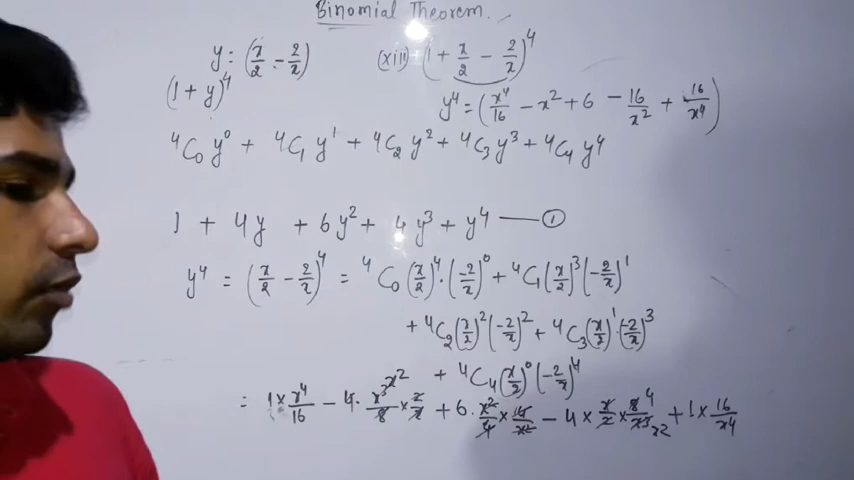 Binomial Theorem.
y = (x/2 - 2/x) (xiii) (1 + x/2 - 2/x)^4
(1 + y)^4
y^4 = (x^4/16 - x^2 + 6 - 16/x^2 + 16/x^4)
4C0 y^0 + 4C1 y^1 + 4C2 y^2 + 4C3 y^3 + 4C4 y^4
1 + 4y + 6y^2 + 4y^3 + y^4 —— ①
y^4 = (x/2 - 2/x)^4 = 4C0 (x/2)^4 . (-2/x)^0 + 4C1 (x/2)^3 (-2/x)^1
+ 4C2 (x/2)^2 (-2/x)^2 + 4C3 (x/2)^1 (-2/x)^3
+ 4C4 (x/2)^0 (-2/x)^4
= 1 × x^4/16 - 4 . x^3/8 × 2/x + 6 . x^2/4 × 4/x^2 - 4 × x/2 × 8/x^3 + 1 × 16/x^4